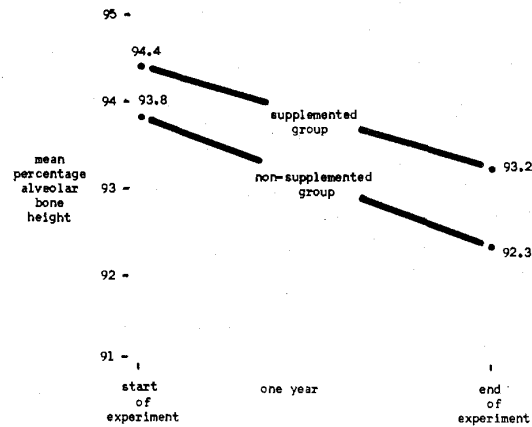 95
94.4
94
93.8
supplemented
group
93.2
mean
percentage
alveolar
bone
height
93
non-supplemented
group
92.3
92
91
start
of
experiment
one year
end
of
experiment